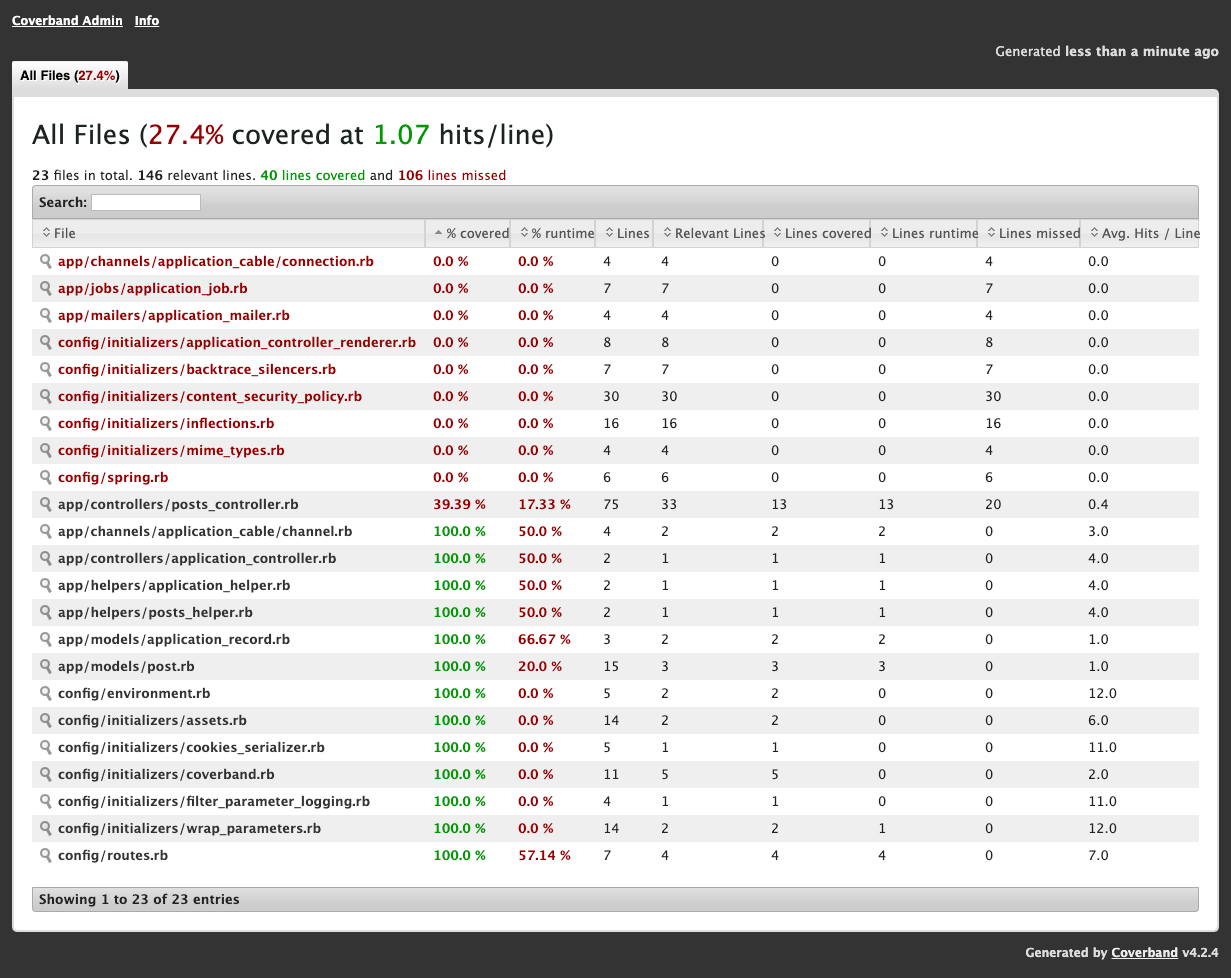 Coverband Admin Info
Generated less than a minute ago
All Files (27.4%)
All Files (27.4% covered at 1.07 hits/line)
23 files in total. 146 relevant lines. 40 lines covered and 106 lines missed
Search:
File % covered % runtime Lines Relevant Lines Lines covered Lines runtime Lines missed Avg. Hits / Line
app/channels/application_cable/connection.rb 0.0 % 0.0 % 4 4 0 0 4 0.0
app/jobs/application_job.rb 0.0 % 0.0 % 7 7 0 0 7 0.0
app/mailers/application_mailer.rb 0.0 % 0.0 % 4 4 0 0 4 0.0
config/initializers/application_controller_renderer.rb 0.0 % 0.0 % 8 8 0 0 8 0.0
config/initializers/backtrace_silencers.rb 0.0 % 0.0 % 7 7 0 0 7 0.0
config/initializers/content_security_policy.rb 0.0 % 0.0 % 30 30 0 0 30 0.0
config/initializers/inflections.rb 0.0 % 0.0 % 16 16 0 0 16 0.0
config/initializers/mime_types.rb 0.0 % 0.0 % 4 4 0 0 4 0.0
config/spring.rb 0.0 % 0.0 % 6 6 0 0 6 0.0
app/controllers/posts_controller.rb 39.39 % 17.33 % 75 33 13 13 20 0.4
app/channels/application_cable/channel.rb 100.0 % 50.0 % 4 2 2 2 0 3.0
app/controllers/application_controller.rb 100.0 % 50.0 % 2 1 1 1 0 4.0
app/helpers/application_helper.rb 100.0 % 50.0 % 2 1 1 1 0 4.0
app/helpers/posts_helper.rb 100.0 % 50.0 % 2 1 1 1 0 4.0
app/models/application_record.rb 100.0 % 66.67 % 3 2 2 2 0 1.0
app/models/post.rb 100.0 % 20.0 % 15 3 3 3 0 1.0
config/environment.rb 100.0 % 0.0 % 5 2 2 0 0 12.0
config/initializers/assets.rb 100.0 % 0.0 % 14 2 2 0 0 6.0
config/initializers/cookies_serializer.rb 100.0 % 0.0 % 5 1 1 0 0 11.0
config/initializers/coverband.rb 100.0 % 0.0 % 11 5 5 0 0 2.0
config/initializers/filter_parameter_logging.rb 100.0 % 0.0 % 4 1 1 0 0 11.0
config/initializers/wrap_parameters.rb 100.0 % 0.0 % 14 2 2 1 0 12.0
config/routes.rb 100.0 % 57.14 % 7 4 4 4 0 7.0
Showing 1 to 23 of 23 entries
Generated by Coverband v4.2.4